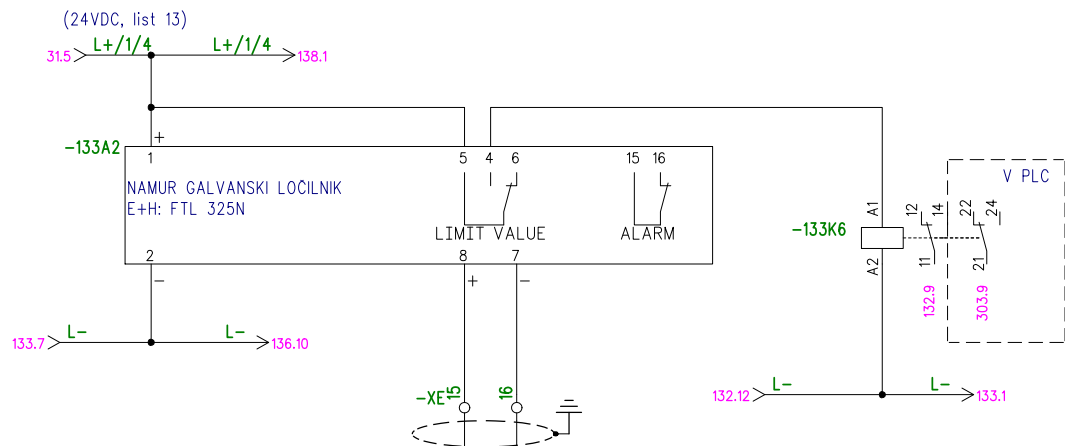 (24VDC, list 13)
L+/1/4 L+/1/4
31.5 138.1
+
-133A2
1 5 4 6 15 16
NAMUR GALVANSKI LOČILNIK
E+H: FTL 325N
LIMIT VALUE ALARM
2 8 7
- + -
V PLC
A1 12 14 22 24
-133K6
A2 11 21
132.9 303.9
L- L-
133.7 136.10
L- L-
132.12 133.1
-XE 15 16